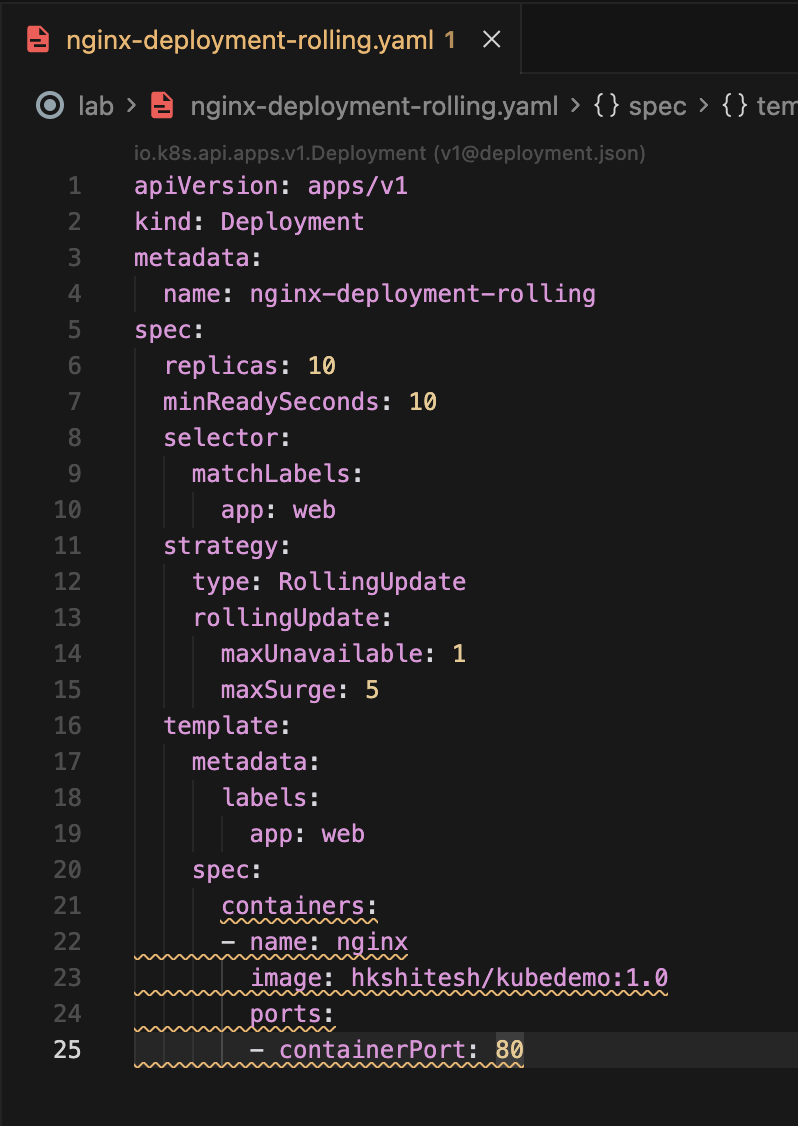 nginx-deployment-rolling.yaml 1
lab > nginx-deployment-rolling.yaml > {} spec > {} tem
io.k8s.api.apps.v1.Deployment (v1@deployment.json)
1 apiVersion: apps/v1
2 kind: Deployment
3 metadata:
4   name: nginx-deployment-rolling
5 spec:
6   replicas: 10
7   minReadySeconds: 10
8   selector:
9     matchLabels:
10       app: web
11   strategy:
12     type: RollingUpdate
13     rollingUpdate:
14       maxUnavailable: 1
15       maxSurge: 5
16   template:
17     metadata:
18       labels:
19         app: web
20     spec:
21       containers:
22       - name: nginx
23         image: hkshitesh/kubedemo:1.0
24         ports:
25         - containerPort: 80